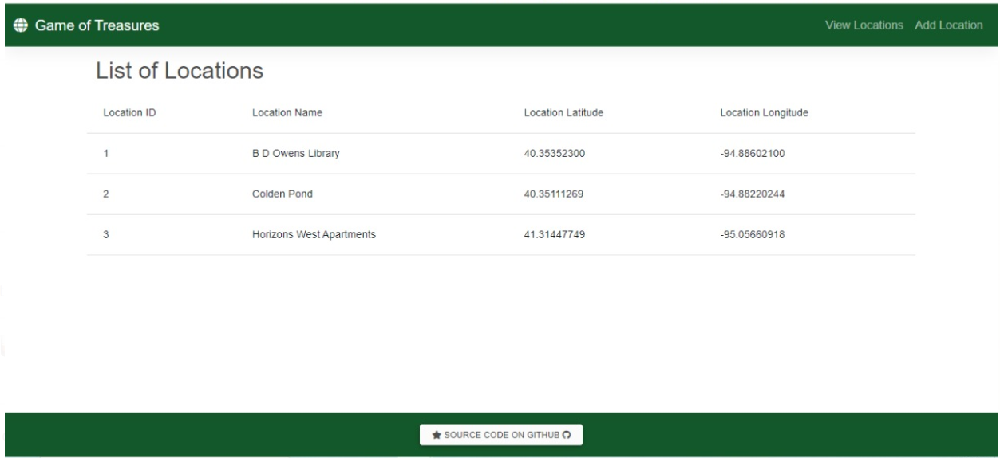 Game of Treasures View Locations Add Location
List of Locations
Location ID Location Name Location Latitude Location Longitude
1 B D Owens Library 40.35352300 -94.88602100
2 Colden Pond 40.35111269 -94.88220244
3 Horizons West Apartments 41.31447749 -95.05660918
SOURCE CODE ON GITHUB